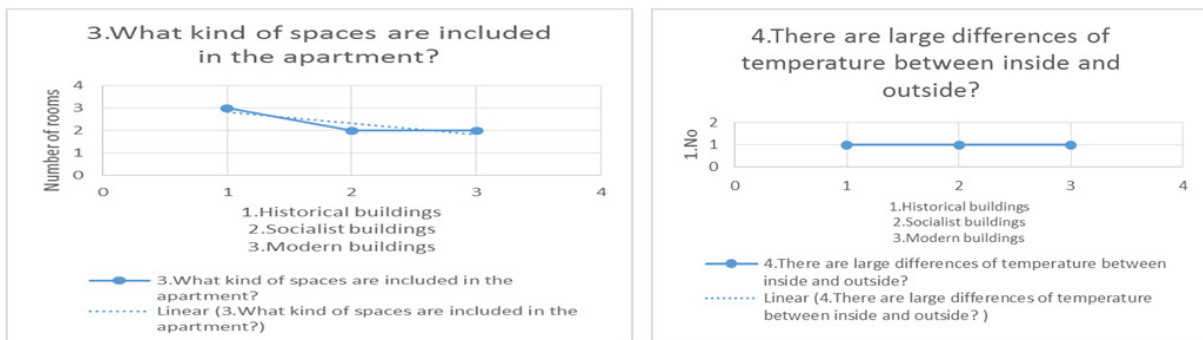 3.What kind of spaces are included
in the apartment?
Number of rooms
4
3
2
1
0
0 1 2 3 4
1.Historical buildings
2.Socialist buildings
3.Modern buildings
3.What kind of spaces are included in the
apartment?
Linear (3.What kind of spaces are included in the
apartment?)
4.There are large differences of
temperature between inside and
outside?
1.No
2
1
0
0 1 2 3 4
1.Historical buildings
2.Socialist buildings
3.Modern buildings
4.There are large differences of temperature between
inside and outside?
Linear (4.There are large differences of temperature
between inside and outside? )